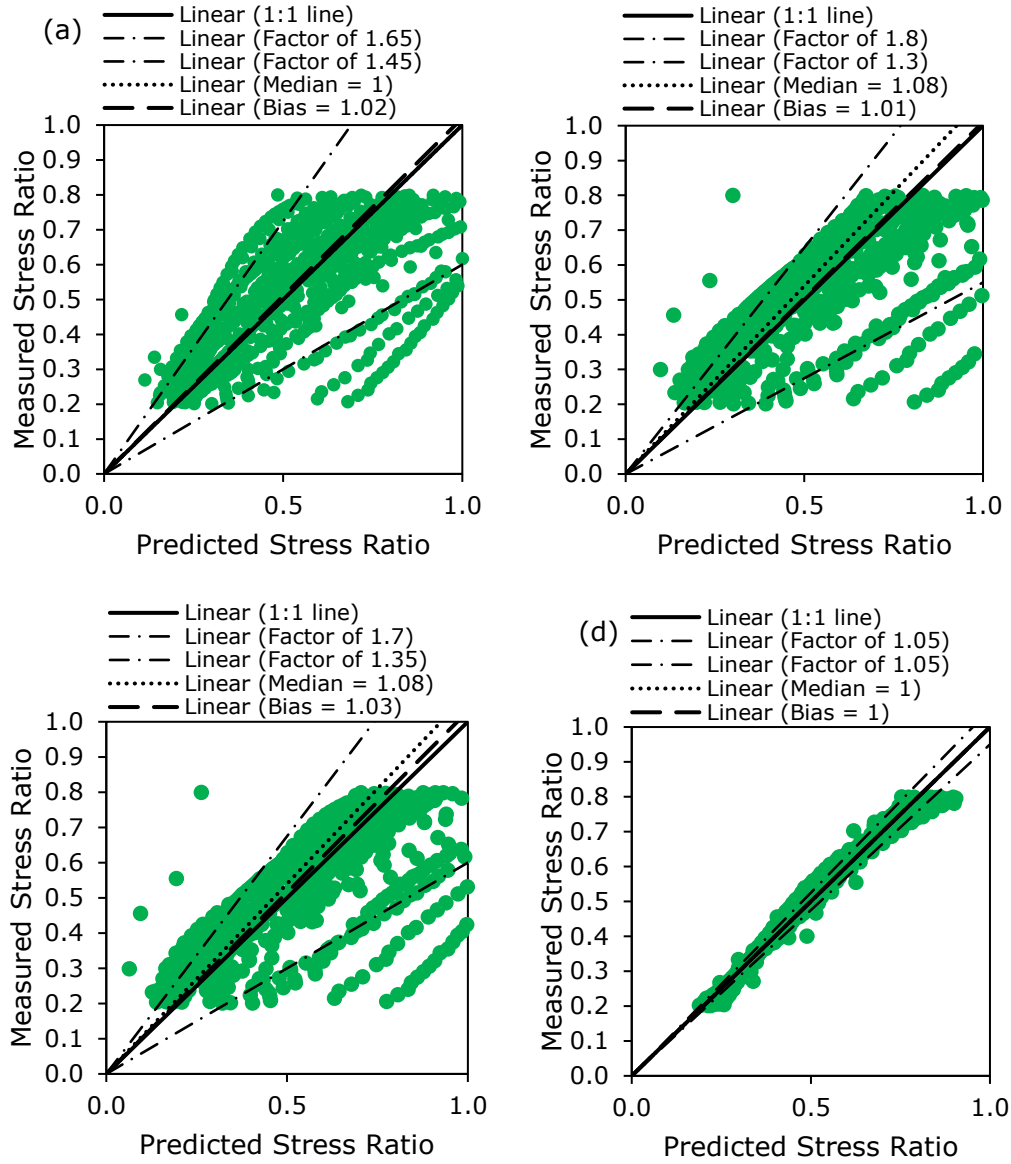 (a)
Linear (1:1 line)
Linear (Factor of 1.65)
Linear (Factor of 1.45)
Linear (Median = 1)
Linear (Bias = 1.02)
1.0
0.9
0.8
0.7
0.6
0.5
0.4
0.3
0.2
0.1
0.0
Measured Stress Ratio
0.0 0.5 1.0
Predicted Stress Ratio
Linear (1:1 line)
Linear (Factor of 1.8)
Linear (Factor of 1.3)
Linear (Median = 1.08)
Linear (Bias = 1.01)
1.0
0.9
0.8
0.7
0.6
0.5
0.4
0.3
0.2
0.1
0.0
Measured Stress Ratio
0.0 0.5 1.0
Predicted Stress Ratio
Linear (1:1 line)
Linear (Factor of 1.7)
Linear (Factor of 1.35)
Linear (Median = 1.08)
Linear (Bias = 1.03)
1.0
0.9
0.8
0.7
0.6
0.5
0.4
0.3
0.2
0.1
0.0
Measured Stress Ratio
0.0 0.5 1.0
Predicted Stress Ratio
(d)
Linear (1:1 line)
Linear (Factor of 1.05)
Linear (Factor of 1.05)
Linear (Median = 1)
Linear (Bias = 1)
1.0
0.9
0.8
0.7
0.6
0.5
0.4
0.3
0.2
0.1
0.0
Measured Stress Ratio
0.0 0.5 1.0
Predicted Stress Ratio